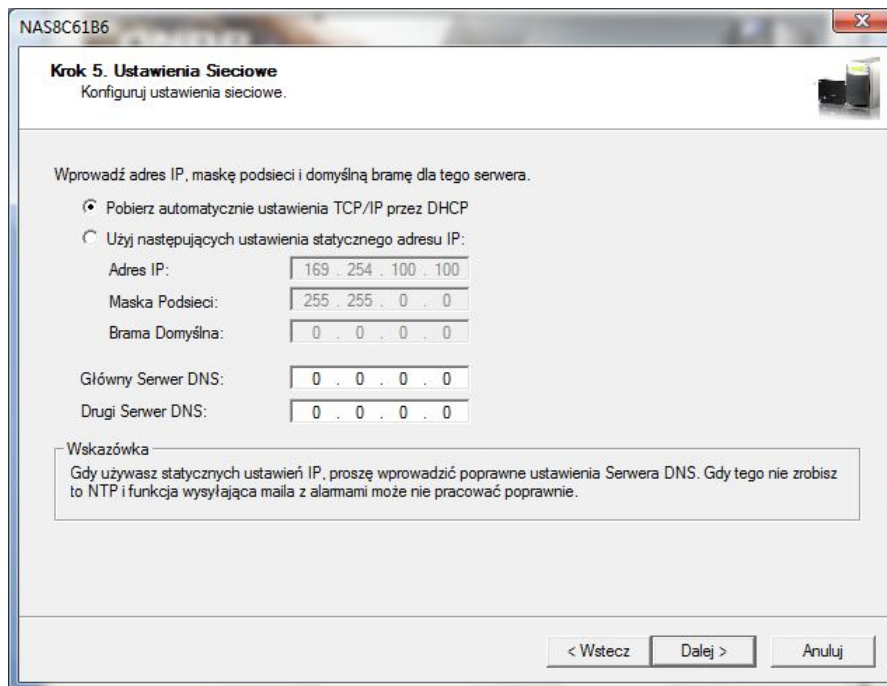 NAS8C61B6
Krok 5. Ustawienia Sieciowe
Konfiguruj ustawienia sieciowe.
Wprowadź adres IP, maskę podsieci i domyślną bramę dla tego serwera.
Pobierz automatycznie ustawienia TCP/IP przez DHCP
Użyj następujących ustawienia statycznego adresu IP:
Adres IP: 169 . 254 . 100 . 100
Maska Podsieci: 255 . 255 . 0 . 0
Brama Domyślna: 0 . 0 . 0 . 0
Główny Serwer DNS: 0 . 0 . 0 . 0
Drugi Serwer DNS: 0 . 0 . 0 . 0
Wskazówka
Gdy używasz statycznych ustawień IP, proszę wprowadzić poprawne ustawienia Serwera DNS. Gdy tego nie zrobisz
to NTP i funkcja wysyłająca maila z alarmami może nie pracować poprawnie.
< Wstecz Dalej > Anuluj